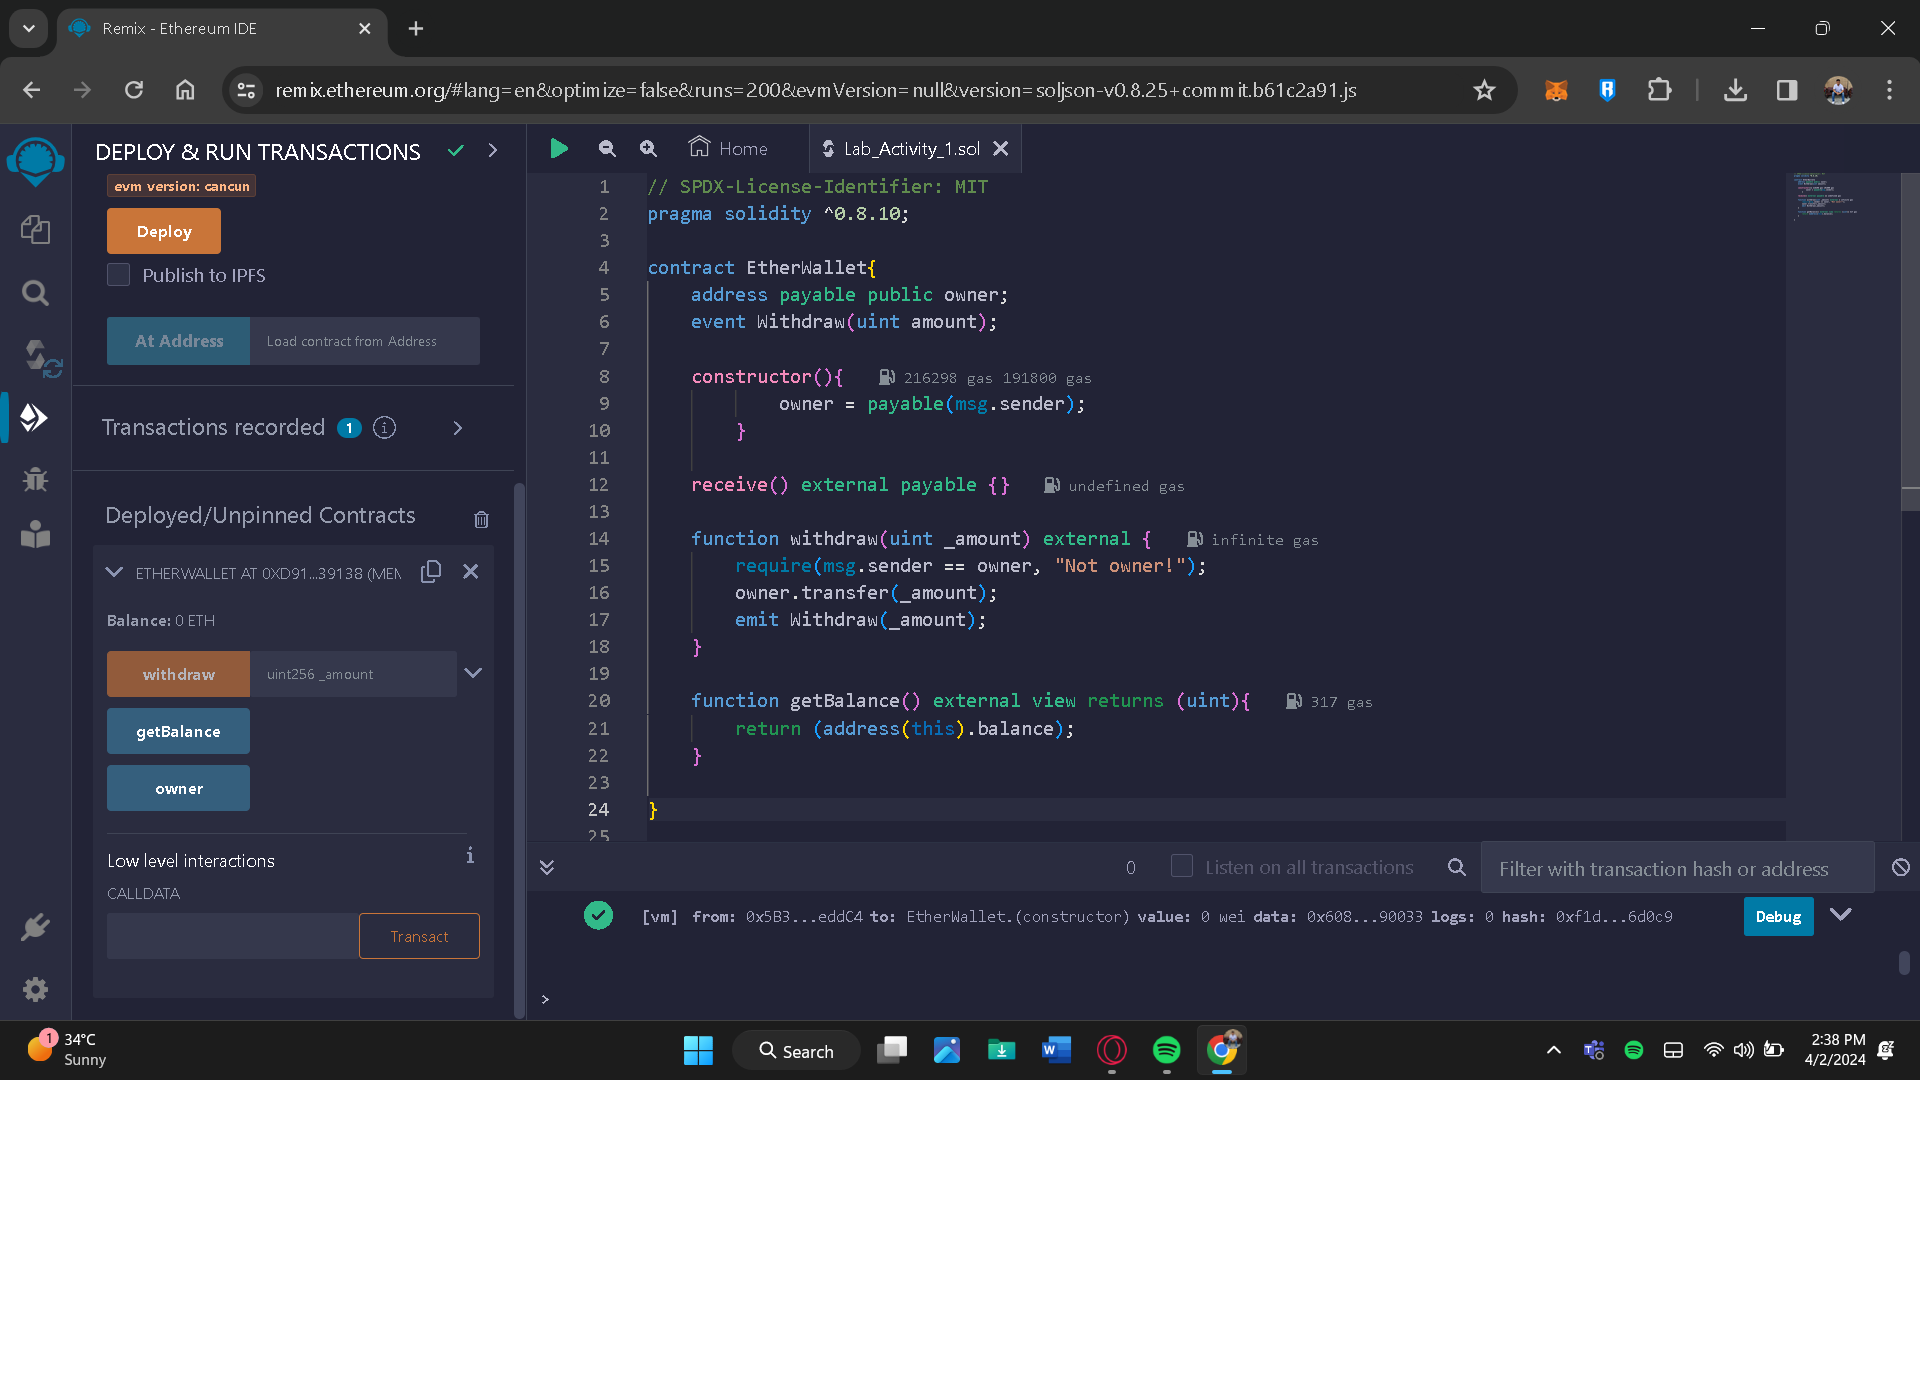 Remix - Ethereum IDE
remix.ethereum.org/#lang=en&optimize=false&runs=200&evmVersion=null&version=soljson-v0.8.25+commit.b61c2a91.js
DEPLOY & RUN TRANSACTIONS
evm version: cancun
Deploy
Publish to IPFS
At Address
Load contract from Address
Transactions recorded 1
Deployed/Unpinned Contracts
ETHERWALLET AT 0XD91...39138 (MEM
Balance: 0 ETH
withdraw
uint256 _amount
getBalance
owner
Low level interactions
CALLDATA
Transact
Home
Lab_Activity_1.sol
1 // SPDX-License-Identifier: MIT
2 pragma solidity ^0.8.10;
3
4 contract EtherWallet{
5 address payable public owner;
6 event Withdraw(uint amount);
7
8 constructor(){ 216298 gas 191800 gas
9 owner = payable(msg.sender);
10 }
11
12 receive() external payable {} undefined gas
13
14 function withdraw(uint _amount) external { infinite gas
15 require(msg.sender == owner, "Not owner!");
16 owner.transfer(_amount);
17 emit Withdraw(_amount);
18 }
19
20 function getBalance() external view returns (uint){ 317 gas
21 return (address(this).balance);
22 }
23
24 }
25
0
Listen on all transactions
Filter with transaction hash or address
[vm] from: 0x5B3...eddC4 to: EtherWallet.(constructor) value: 0 wei data: 0x608...90033 logs: 0 hash: 0xf1d...6d0c9
Debug
>
1
34°C
Sunny
Search
2:38 PM
4/2/2024